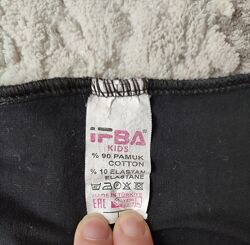 iFBA
KIDS
% 90 PAMUK
COTTON
% 10 ELASTAN
ELASTANE
MADE IN TURKEY
EAC